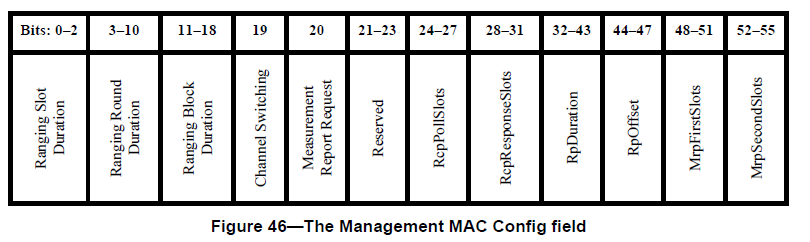 Bits: 0–2 3–10 11–18 19 20 21–23 24–27 28–31 32–43 44–47 48–51 52–55
Ranging Slot
Duration
Ranging Round
Duration
Ranging Block
Duration
Channel Switching
Measurement
Report Request
Reserved
RcpPollSlots
RcpResponseSlots
RpDuration
RpOffset
MrpFirstSlots
MrpSecondSlots
Figure 46—The Management MAC Config field